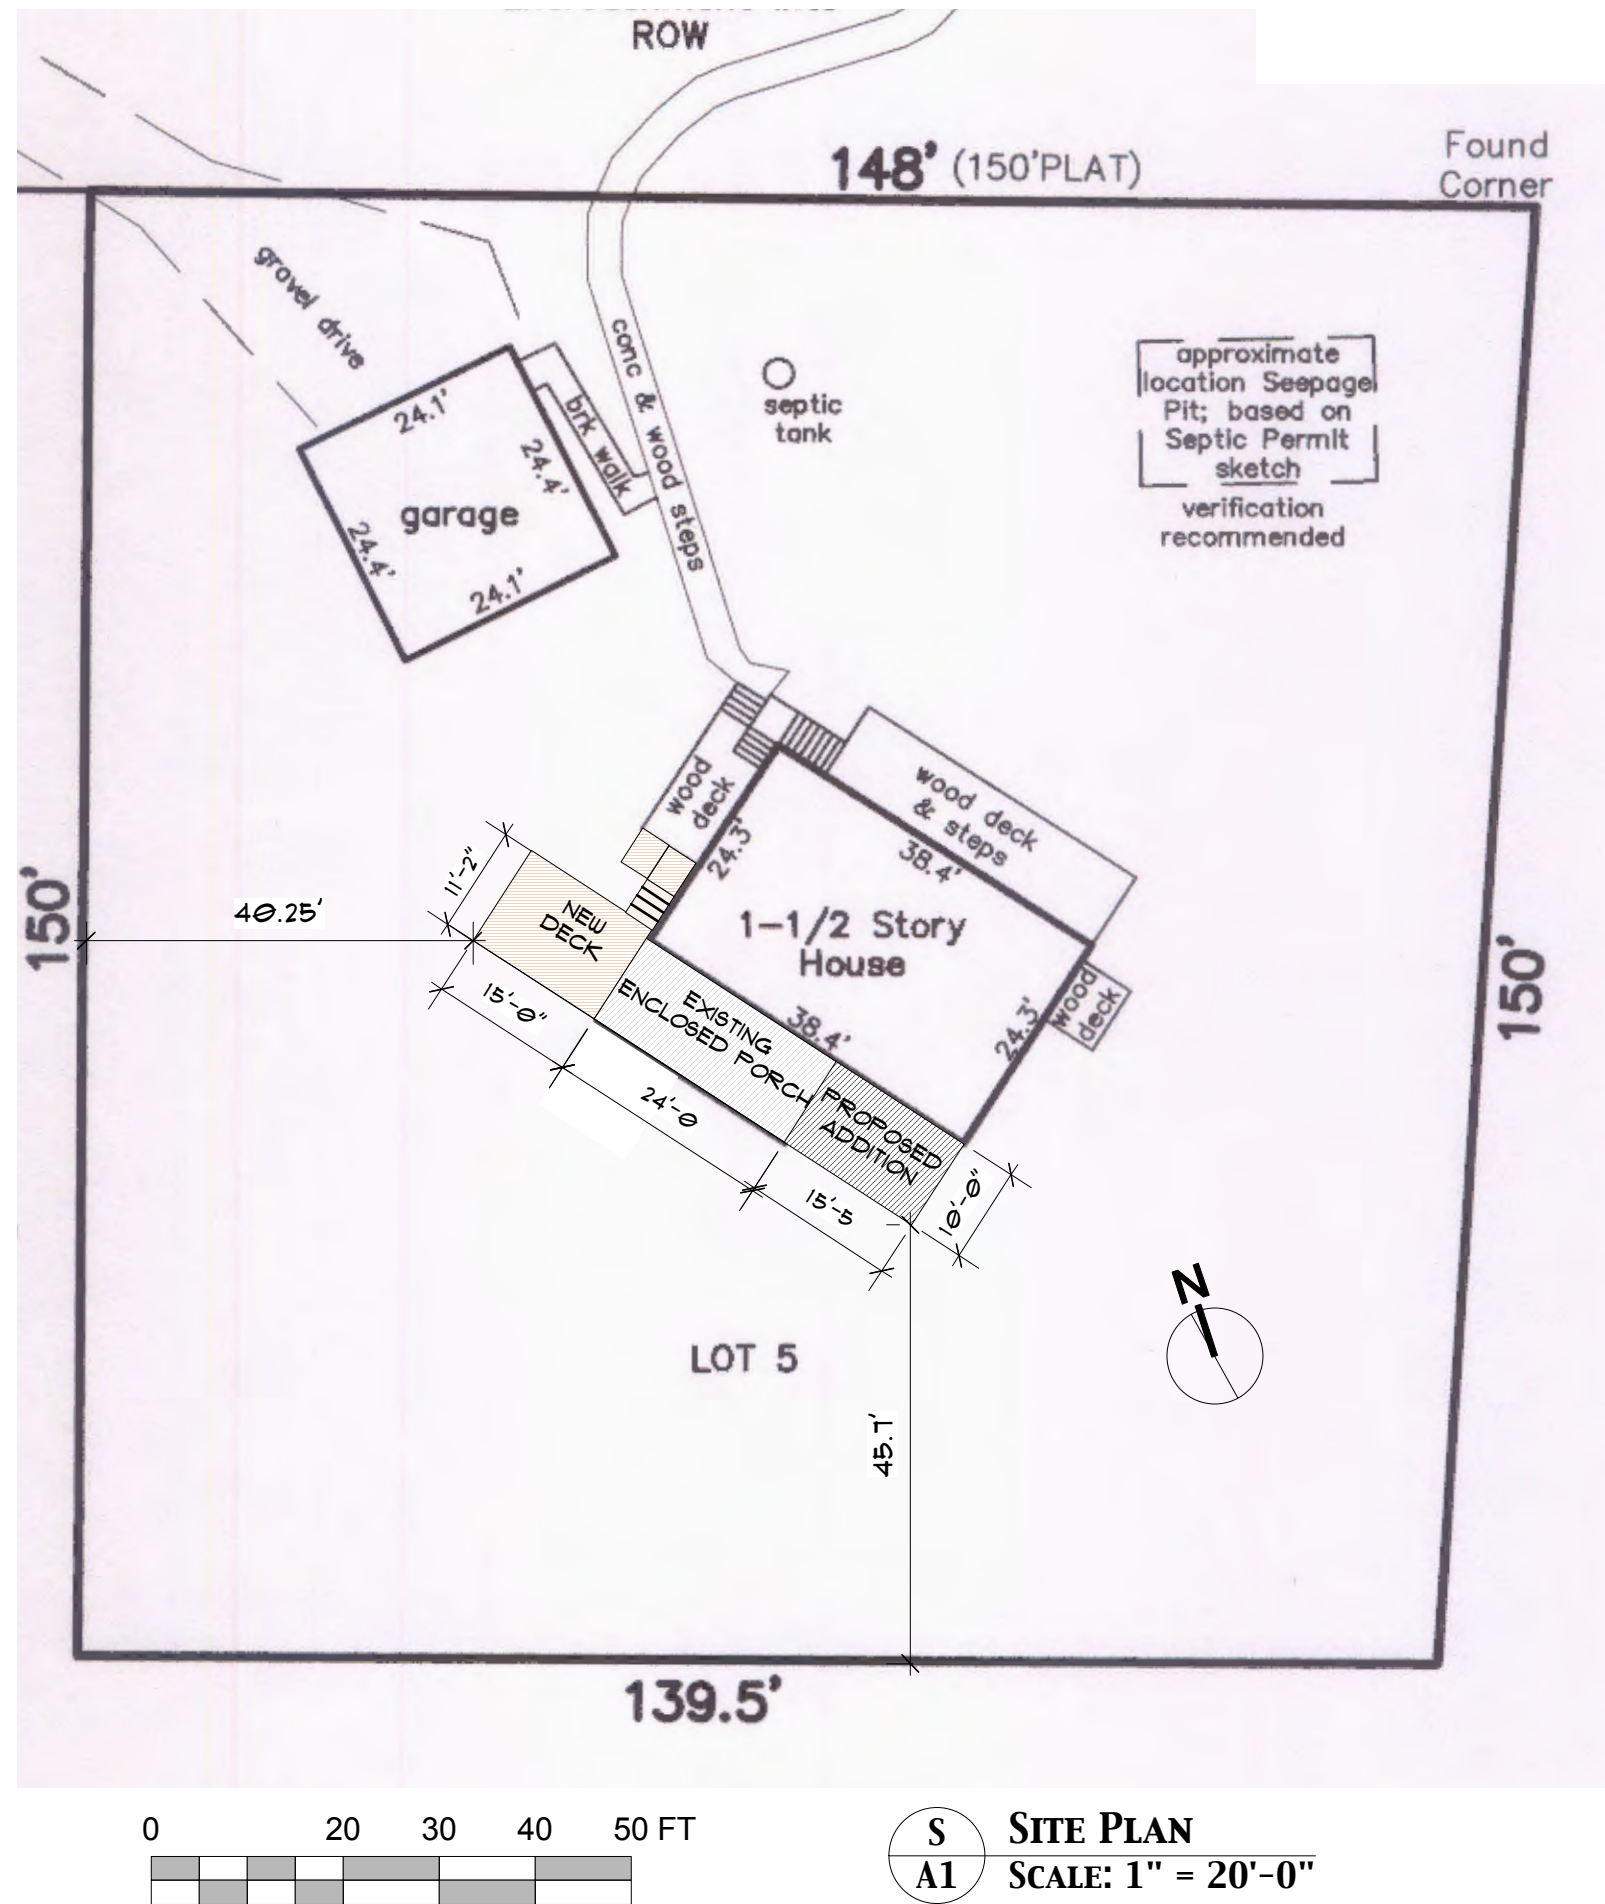 ROW
148' (150'PLAT)
Found
Corner
gravel drive
conc & wood steps
brk walk
24.1'
24.4'
garage
24.4'
24.1'
septic
tank
approximate
location Seepage
Pit; based on
Septic Permit
sketch
verification
recommended
wood
deck
wood deck
& steps
24.3'
38.4'
1-1/2 Story
House
38.4'
24.3'
wood
deck
150'
40.25'
11'-2"
NEW
DECK
15'-0"
EXISTING
ENCLOSED PORCH
24'-0
PROPOSED
ADDITION
15'-5
10'-0"
150'
N
LOT 5
45.7'
139.5'
0 20 30 40 50 FT
S
A1
SITE PLAN
SCALE: 1" = 20'-0"